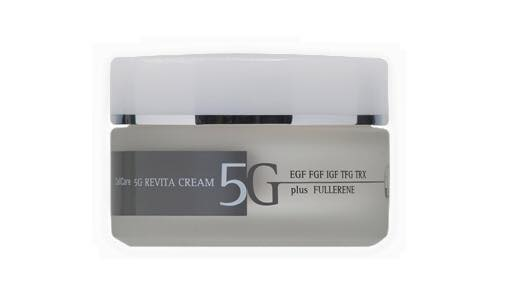 CellCare 5G REVITA CREAM 5G
EGF FGF IGF TFG TRX
plus FULLERENE